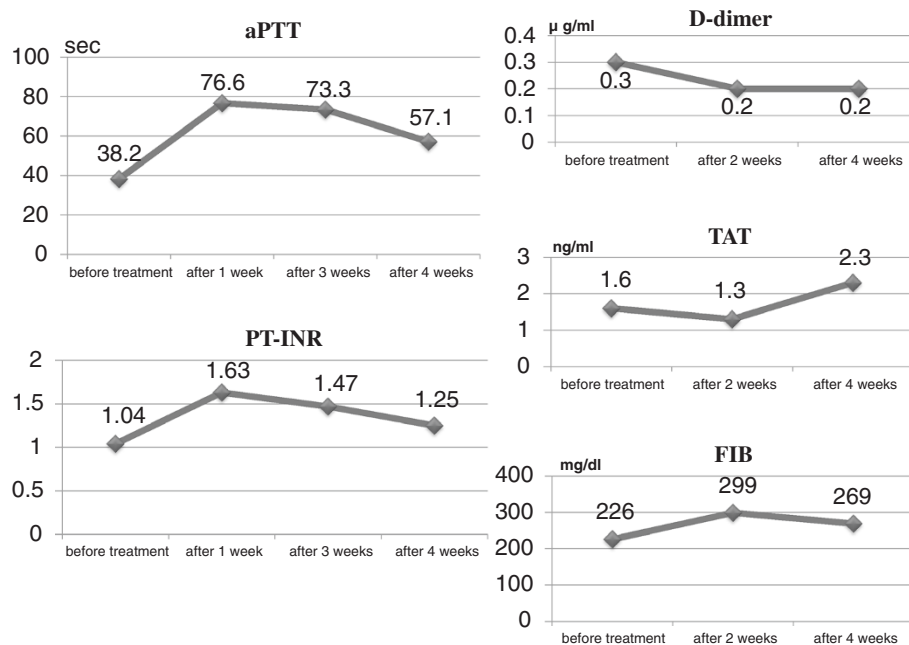 aPTT
sec
100
80
60
40
20
0
38.2
76.6
73.3
57.1
before treatment
after 1 week
after 3 weeks
after 4 weeks
PT-INR
2
1.5
1
0.5
0
1.04
1.63
1.47
1.25
before treatment
after 1 week
after 3 weeks
after 4 weeks
D-dimer
µ g/ml
0.4
0.3
0.2
0.1
0
0.3
0.2
0.2
before treatment
after 2 weeks
after 4 weeks
TAT
ng/ml
3
2
1
0
1.6
1.3
2.3
before treatment
after 2 weeks
after 4 weeks
FIB
mg/dl
400
300
200
100
0
226
299
269
before treatment
after 2 weeks
after 4 weeks